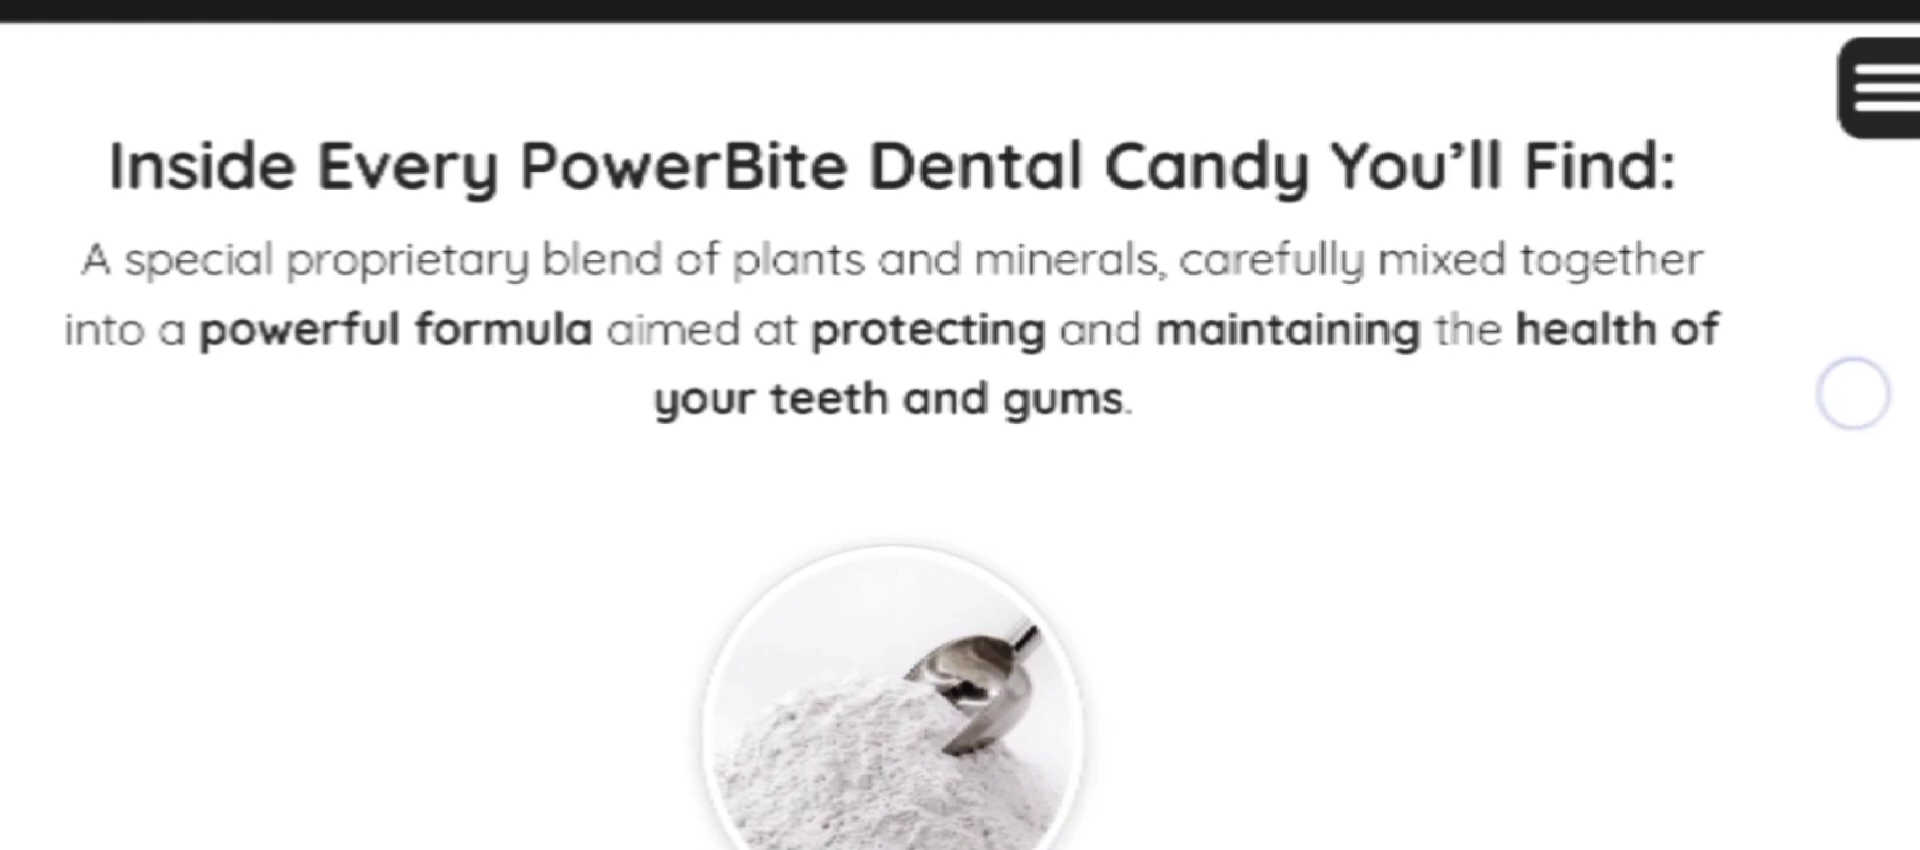 Inside Every PowerBite Dental Candy You’ll Find:
A special proprietary blend of plants and minerals, carefully mixed together
into a powerful formula aimed at protecting and maintaining the health of
your teeth and gums.